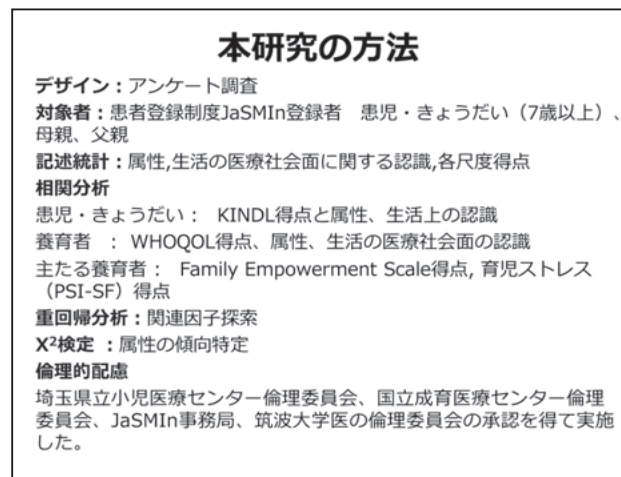 本研究の方法
デザイン：アンケート調査
対象者：患者登録制度JaSMIn登録者　患児・きょうだい（7歳以上）、
母親、父親
記述統計：属性,生活の医療社会面に関する認識,各尺度得点
相関分析
患児・きょうだい： KINDL得点と属性、生活上の認識
養育者 ： WHOQOL得点、属性、生活の医療社会面の認識
主たる養育者： Family Empowerment Scale得点, 育児ストレス
（PSI-SF）得点
重回帰分析：関連因子探索
X²検定 ：属性の傾向特定
倫理的配慮
埼玉県立小児医療センター倫理委員会、国立成育医療センター倫理
委員会、JaSMIn事務局、筑波大学医の倫理委員会の承認を得て実施
した。